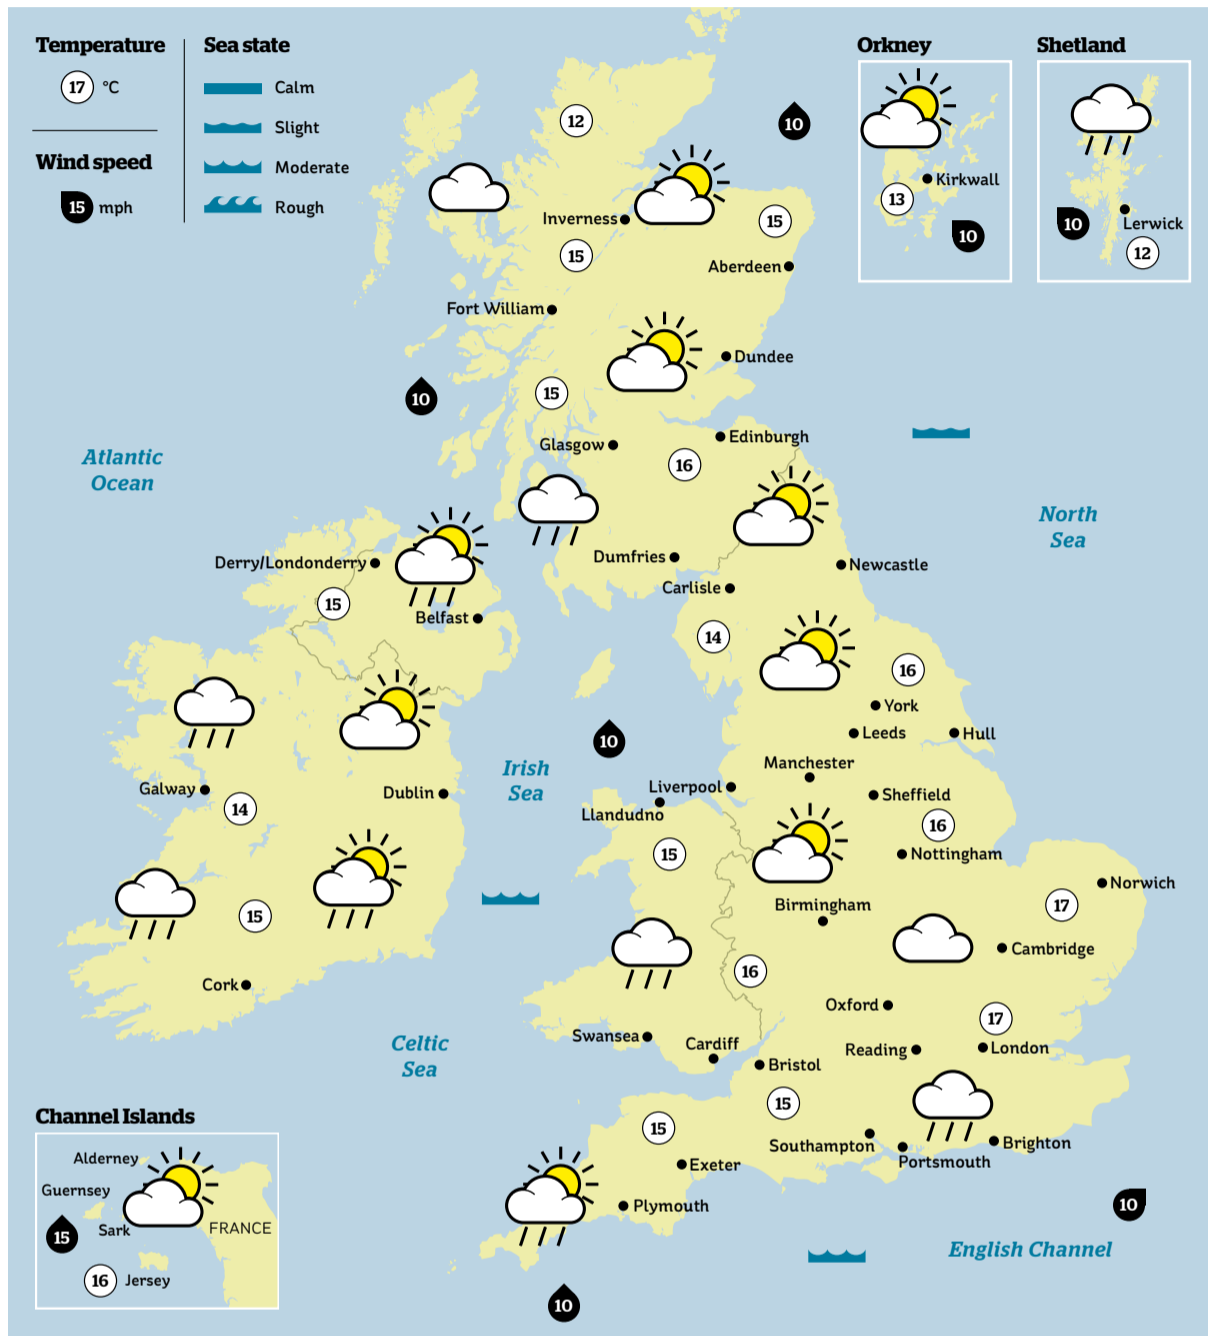 Temperature
17 °C
Wind speed
15 mph
Sea state
Calm
Slight
Moderate
Rough
Orkney
Kirkwall
13
10
Shetland
10
Lerwick
12
12
10
Inverness
15
15
Aberdeen
Fort William
Dundee
10
15
Glasgow
Edinburgh
16
Atlantic
Ocean
North
Sea
Derry/Londonderry
Dumfries
Newcastle
Carlisle
15
Belfast
14
16
York
Leeds
Hull
10
Manchester
Irish
Sea
Liverpool
Llandudno
Sheffield
Galway
14
Dublin
16
15
Nottingham
Norwich
17
Birmingham
15
Cambridge
16
Cork
Oxford
17
Swansea
Cardiff
Reading
London
Bristol
Celtic
Sea
15
15
Southampton
Portsmouth
Brighton
Exeter
Plymouth
10
English Channel
10
Channel Islands
Alderney
Guernsey
15
Sark
FRANCE
16 Jersey